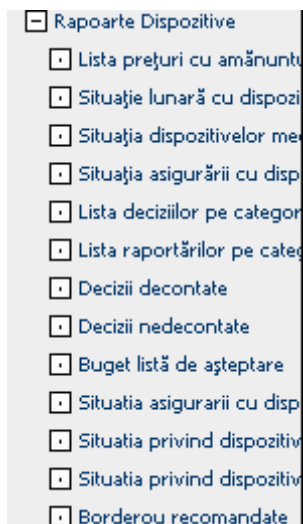 Rapoarte Dispozitive
Lista preţuri cu amănuntu
Situaţie lunară cu dispozi
Situaţia dispozitivelor me
Situaţia asigurării cu disp
Lista deciziilor pe categor
Lista raportărilor pe categ
Decizii decontate
Decizii nedecontate
Buget listă de aşteptare
Situatia asigurarii cu disp
Situatia privind dispozitiv
Situatia privind dispozitiv
Borderou recomandate